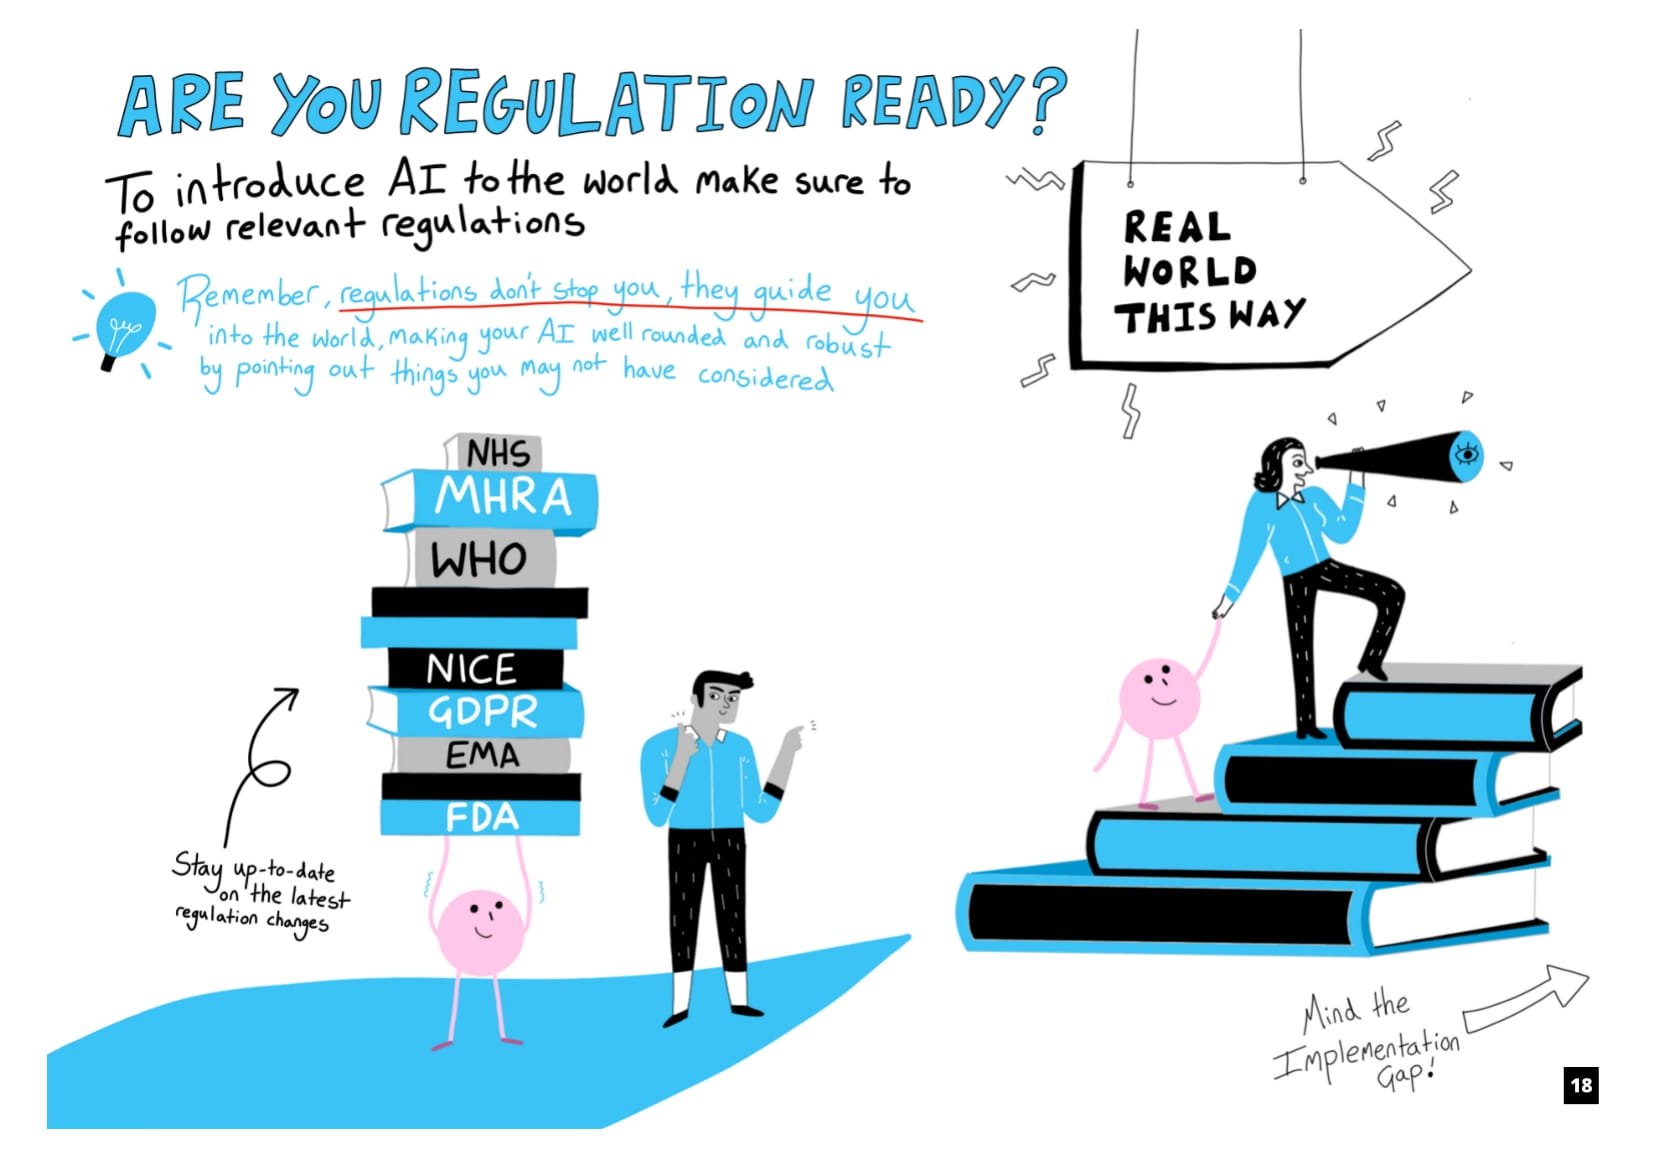 ARE YOU REGULATION READY?
To introduce AI to the world make sure to
follow relevant regulations
Remember, regulations don't stop you, they guide you
into the world, making your AI well rounded and robust
by pointing out things you may not have considered
REAL
WORLD
THIS WAY
NHS
MHRA
WHO
NICE
GDPR
EMA
FDA
Stay up-to-date
on the latest
regulation changes
Mind the
Implementation
Gap!
18